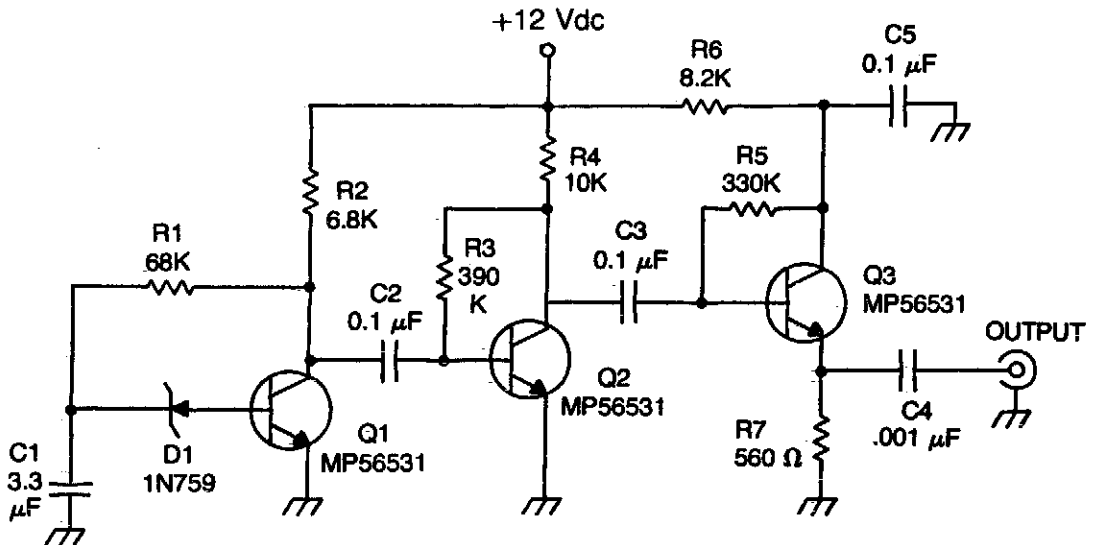 +12 Vdc
C5
0.1 μF
R6
8.2K
R4
10K
R5
330K
R2
6.8K
R1
68K
R3
390
K
C3
0.1 μF
C2
0.1 μF
Q3
MP56531
OUTPUT
Q2
MP56531
C4
.001 μF
R7
560 Ω
Q1
MP56531
D1
1N759
C1
3.3
μF